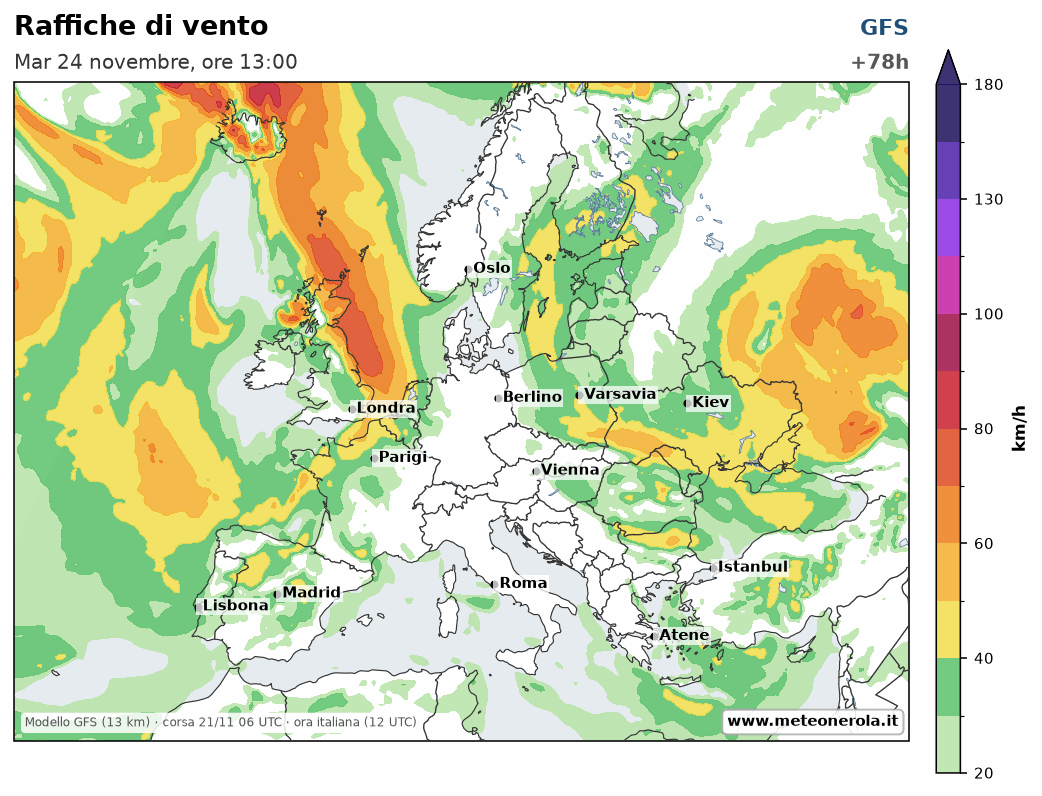 Raffiche di vento
GFS
Mar 24 novembre, ore 13:00
+78h
180
130
100
80
60
40
20
km/h
Oslo
Londra
Berlino
Varsavia
Kiev
Parigi
Vienna
Istanbul
Roma
Madrid
Lisbona
Atene
Modello GFS (13 km) · corsa 21/11 06 UTC · ora italiana (12 UTC)
www.meteonerola.it